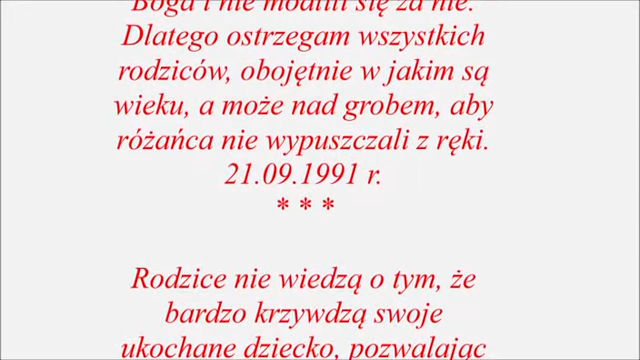 Boga i nie modlili się za nie.
Dlatego ostrzegam wszystkich
rodziców, obojętnie w jakim są
wieku, a może nad grobem, aby
różańca nie wypuszczali z ręki.
21.09.1991 r.
* * *
Rodzice nie wiedzą o tym, że
bardzo krzywdzą swoje
ukochane dziecko, pozwalając